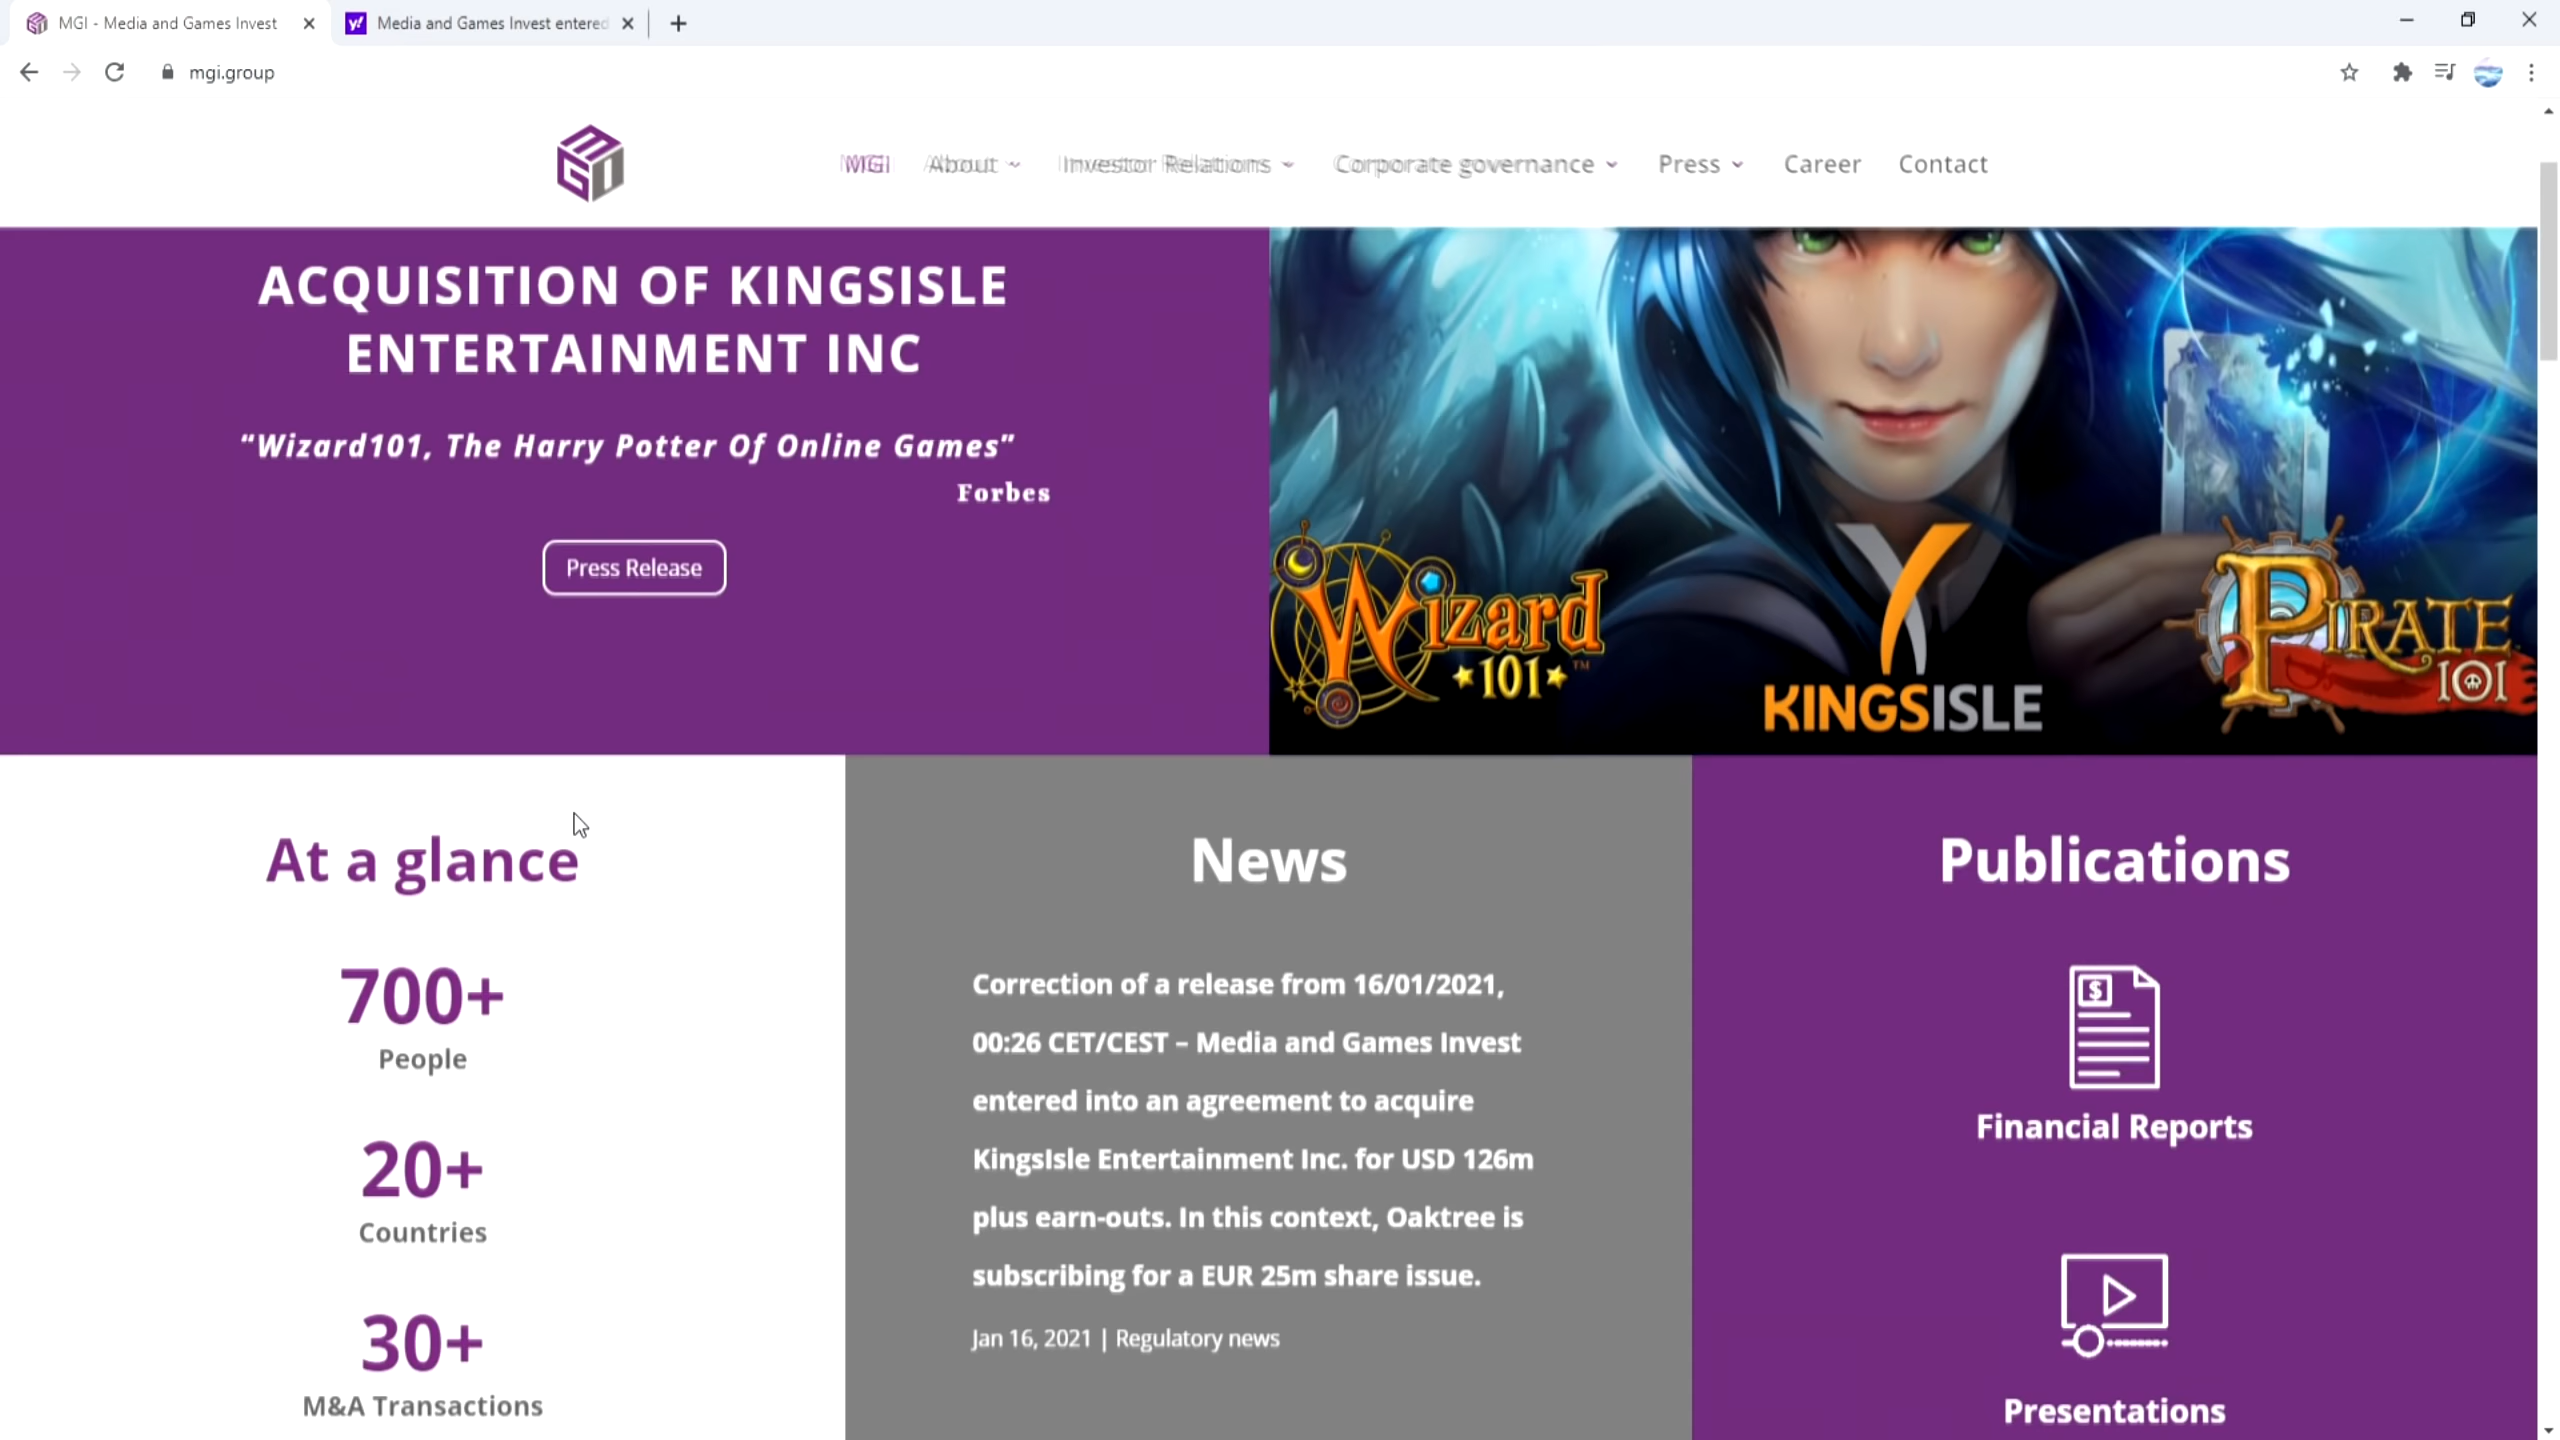 MGI - Media and Games Invest
Media and Games Invest entered
mgi.group
MGI About Investor Relations Corporate governance Press Career Contact
ACQUISITION OF KINGSISLE
ENTERTAINMENT INC
“Wizard101, The Harry Potter Of Online Games”
Forbes
Press Release
Wizard
101™
KINGSISLE
PIRATE
101
At a glance
700+
People
20+
Countries
30+
M&A Transactions
News
Correction of a release from 16/01/2021,
00:26 CET/CEST – Media and Games Invest
entered into an agreement to acquire
KingsIsle Entertainment Inc. for USD 126m
plus earn-outs. In this context, Oaktree is
subscribing for a EUR 25m share issue.
Jan 16, 2021 | Regulatory news
Publications
$
Financial Reports
Presentations